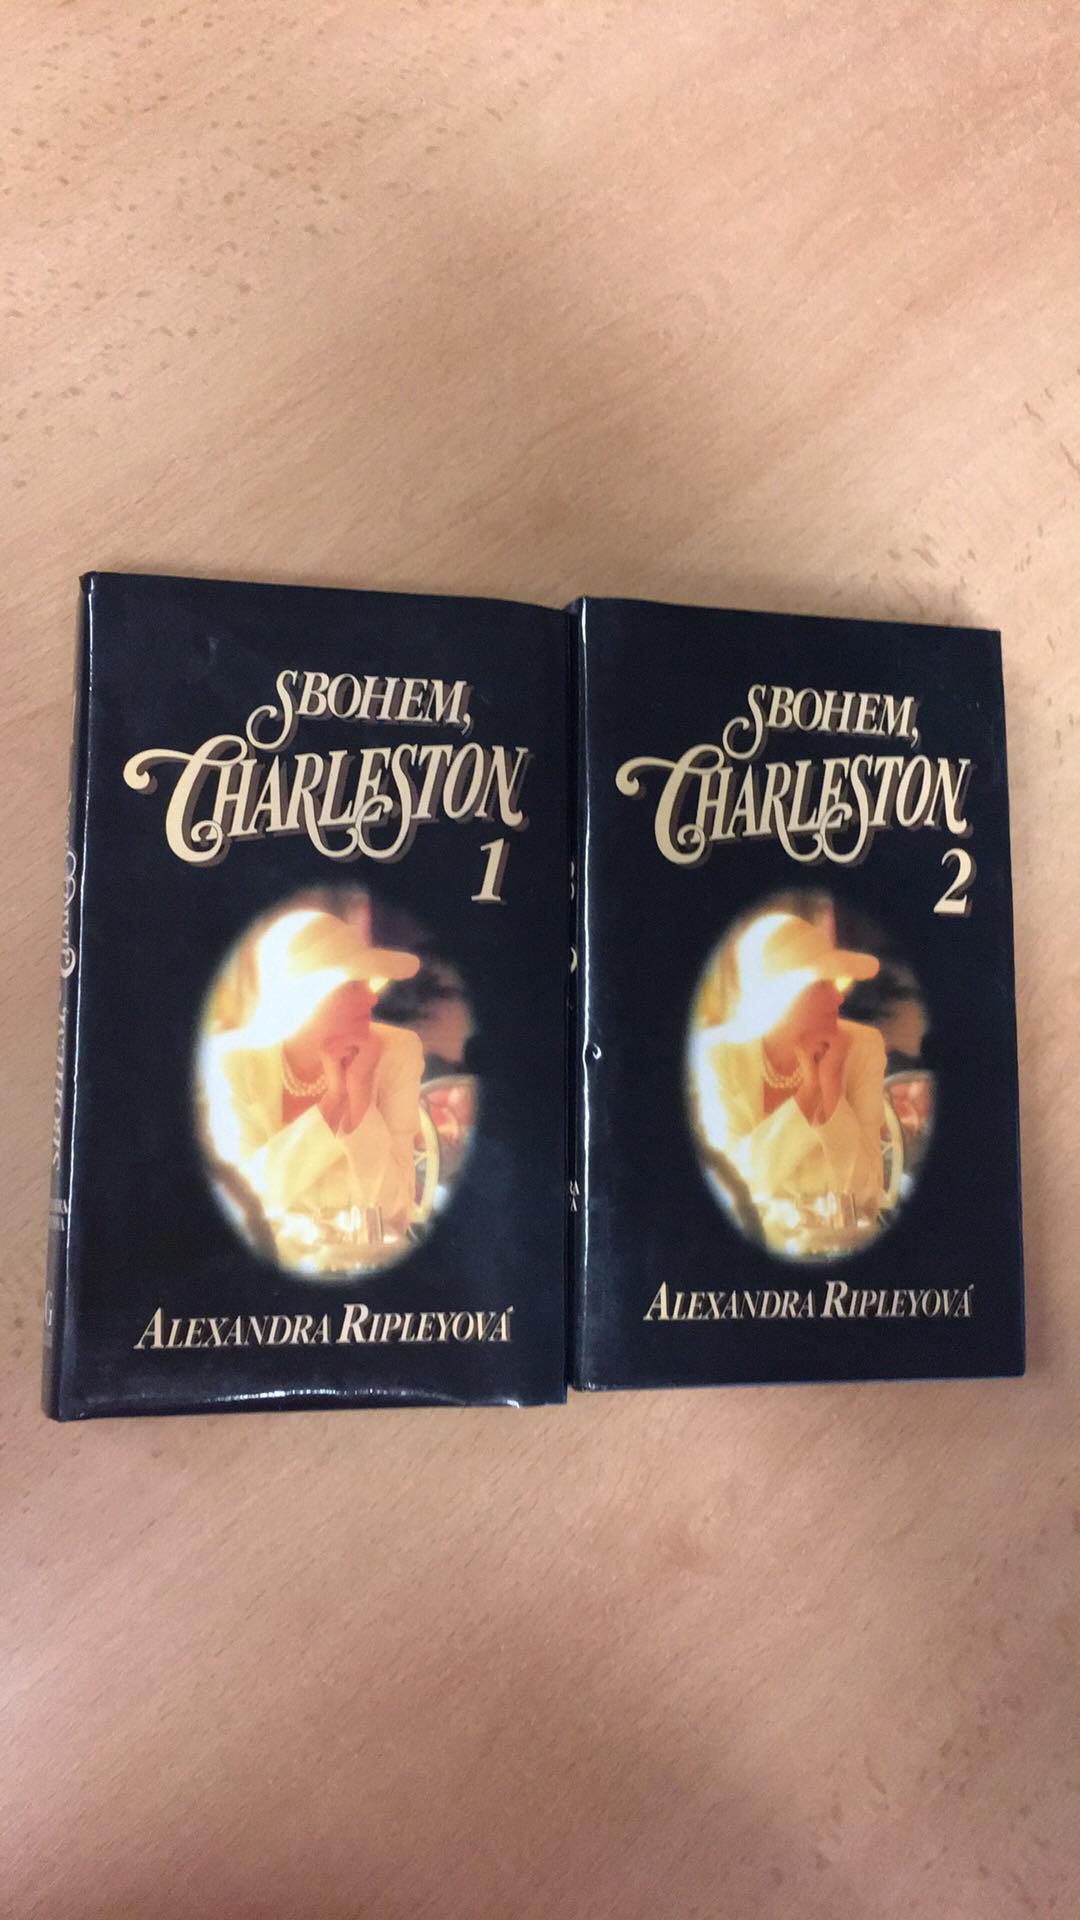 SBOHEM,
CHARLESTON
1
ALEXANDRA RIPLEYOVÁ
SBOHEM,
CHARLESTON
2
ALEXANDRA RIPLEYOVÁ